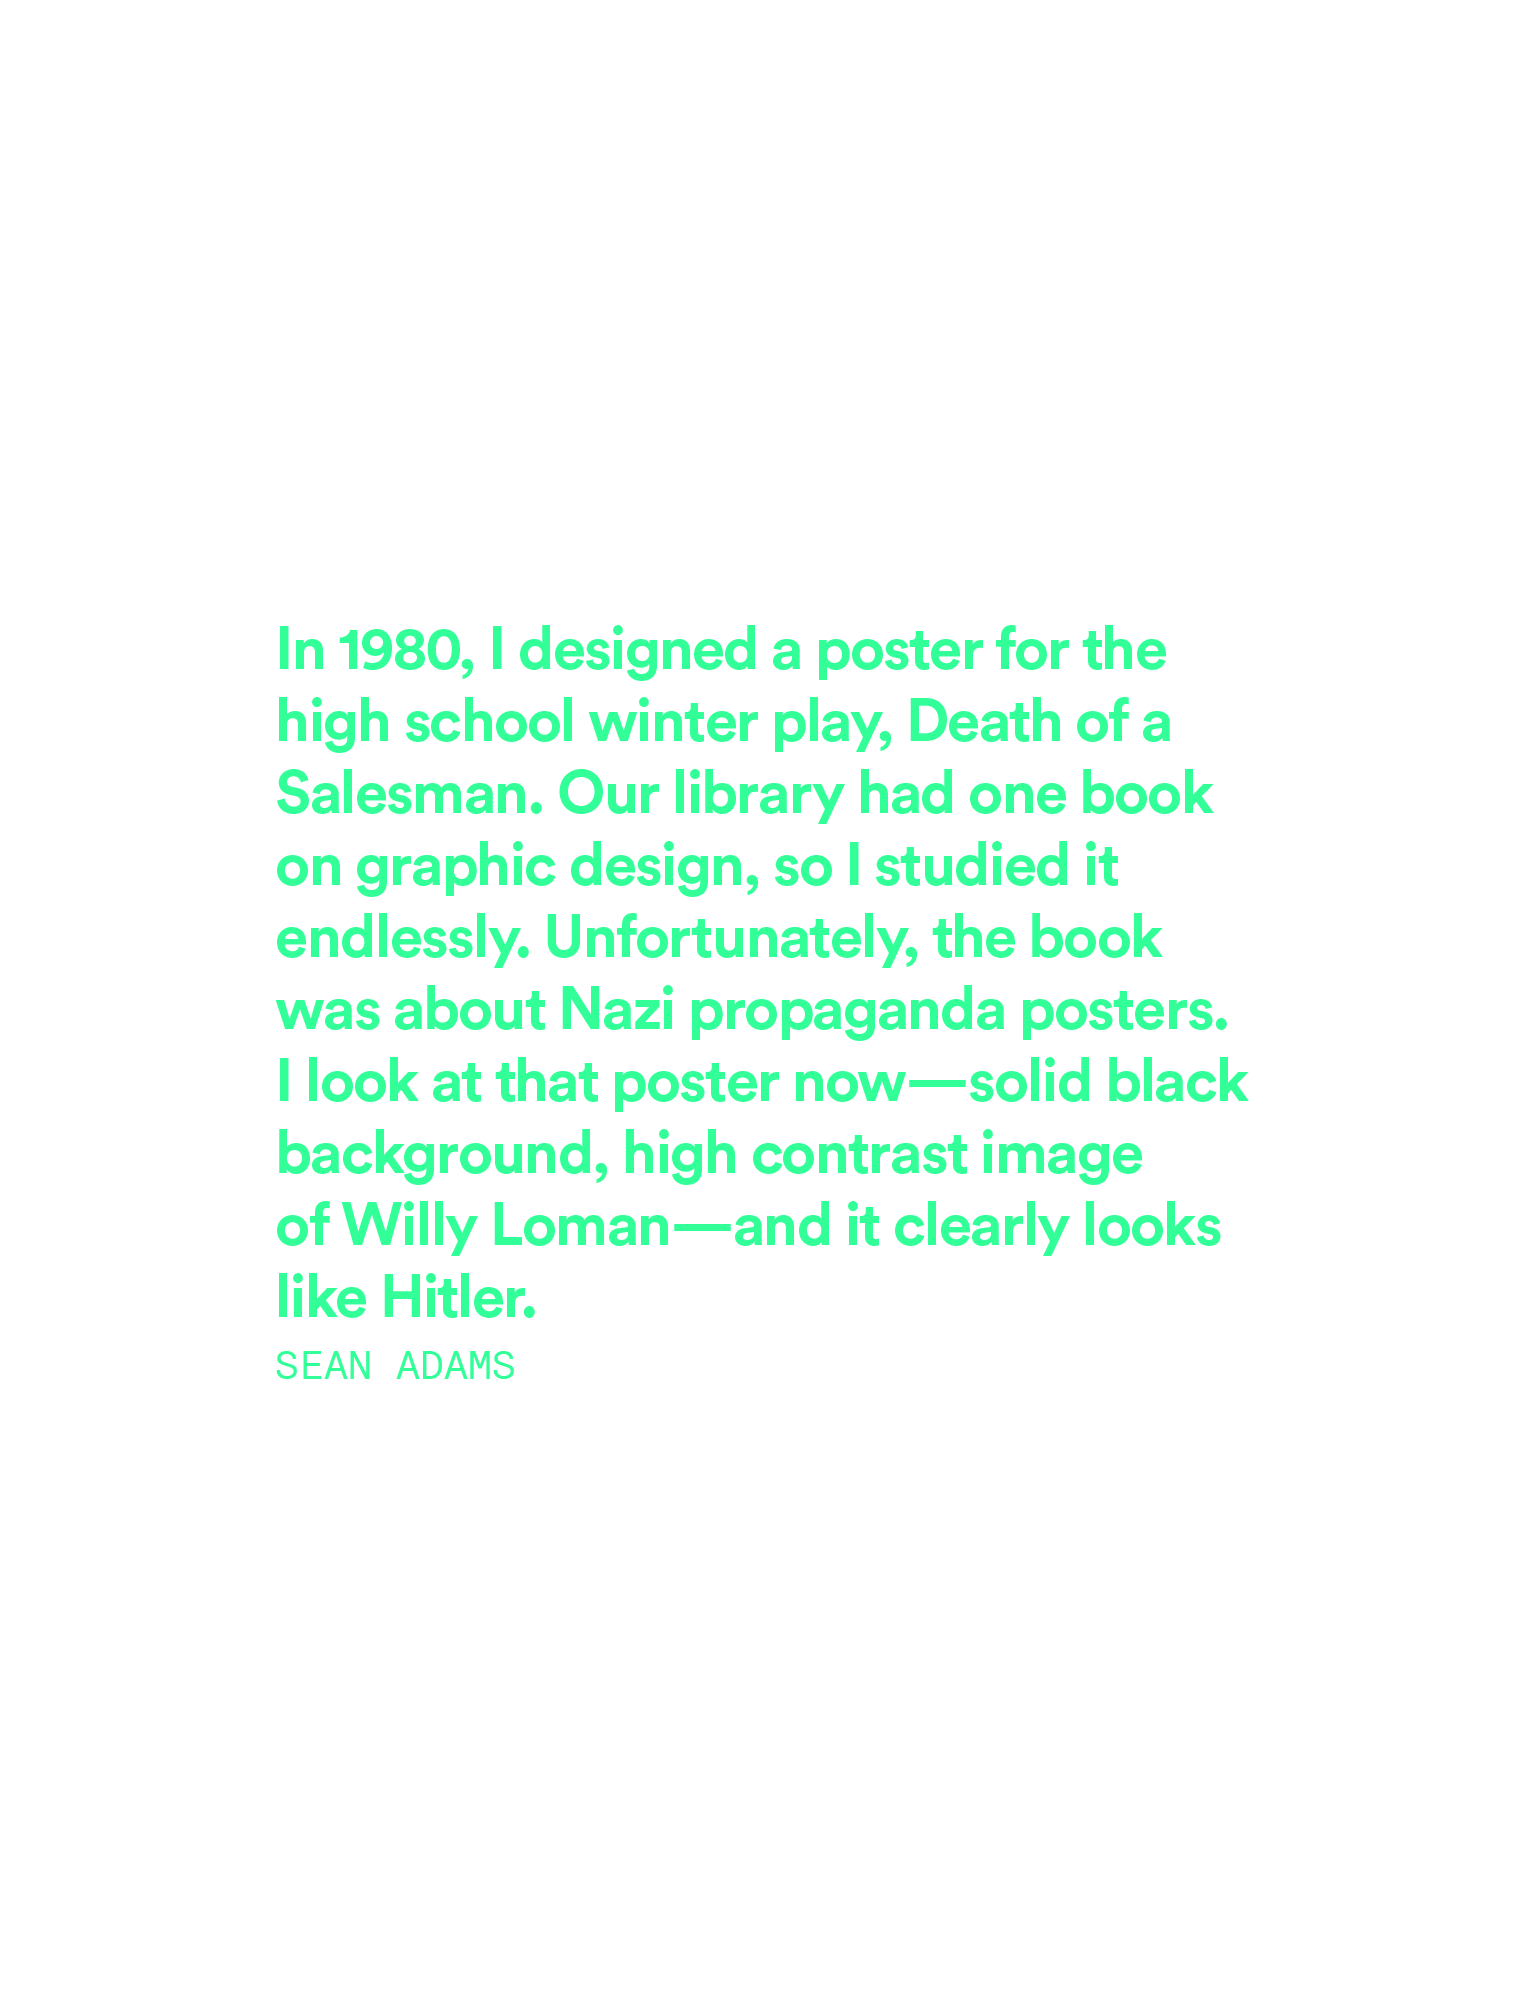 In 1980, I designed a poster for the
high school winter play, Death of a
Salesman. Our library had one book
on graphic design, so I studied it
endlessly. Unfortunately, the book
was about Nazi propaganda posters.
I look at that poster now—solid black
background, high contrast image
of Willy Loman—and it clearly looks
like Hitler.
SEAN ADAMS